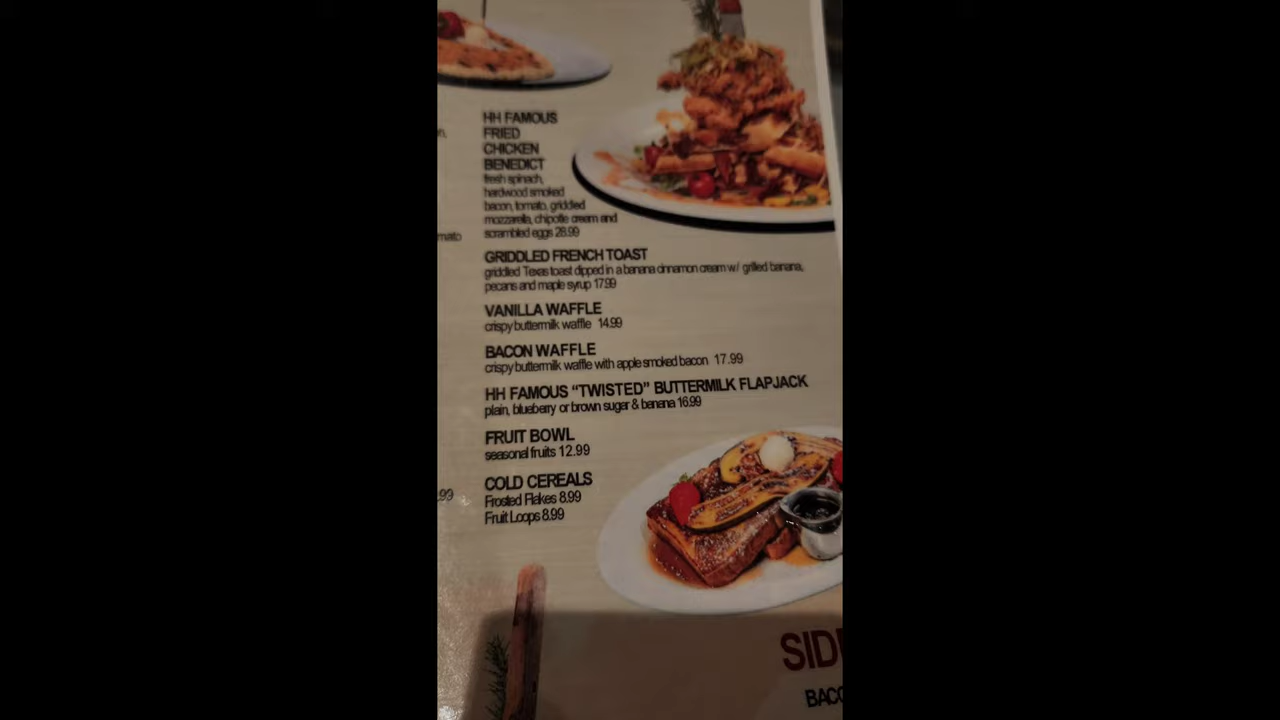 HH FAMOUS
FRIED
CHICKEN
BENEDICT
fresh spinach,
hardwood smoked
bacon, tomato, griddled
mozzarella, chipotle cream and
scrambled eggs 28.99
GRIDDLED FRENCH TOAST
griddled Texas toast dipped in a banana cinnamon cream w/ grilled banana,
pecans and maple syrup 17.99
VANILLA WAFFLE
crispy buttermilk waffle 14.99
BACON WAFFLE
crispy buttermilk waffle with apple smoked bacon 17.99
HH FAMOUS “TWISTED” BUTTERMILK FLAPJACK
plain, blueberry or brown sugar & banana 16.99
FRUIT BOWL
seasonal fruits 12.99
COLD CEREALS
Frosted Flakes 8.99
Fruit Loops 8.99